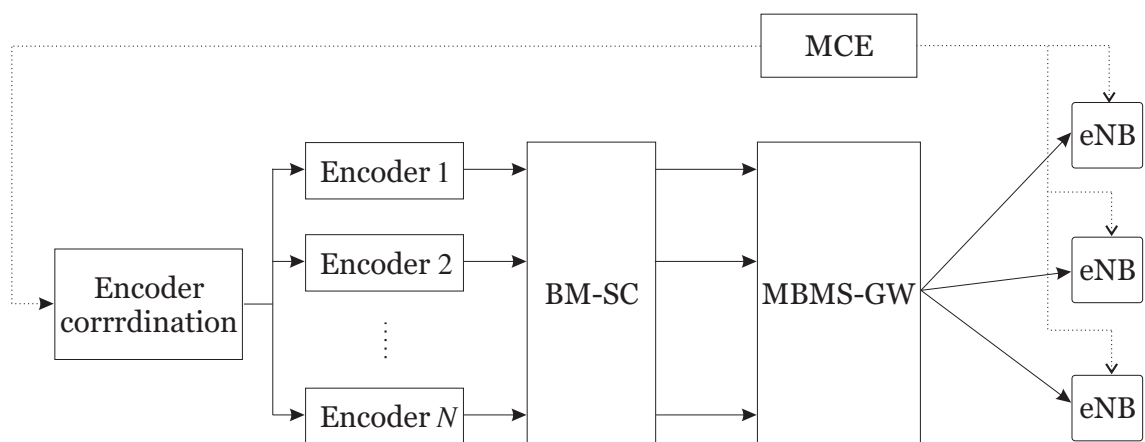 MCE
eNB
Encoder 1
Encoder 2
eNB
Encoder
corrrdination
BM-SC
MBMS-GW
Encoder N
eNB